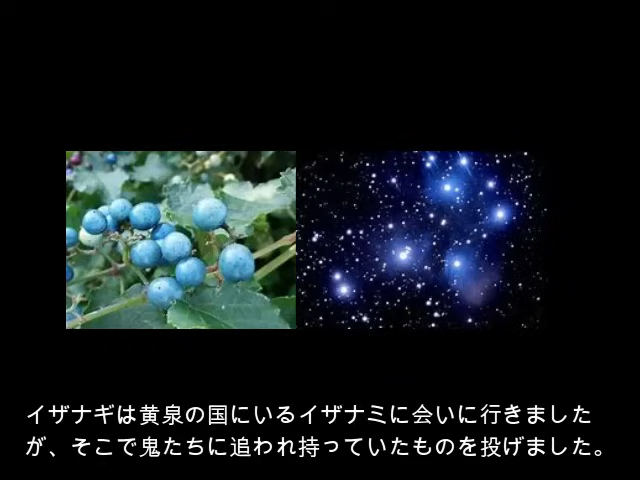 イザナギは黄泉の国にいるイザナミに会いに行きました
が、そこで鬼たちに追われ持っていたものを投げました。